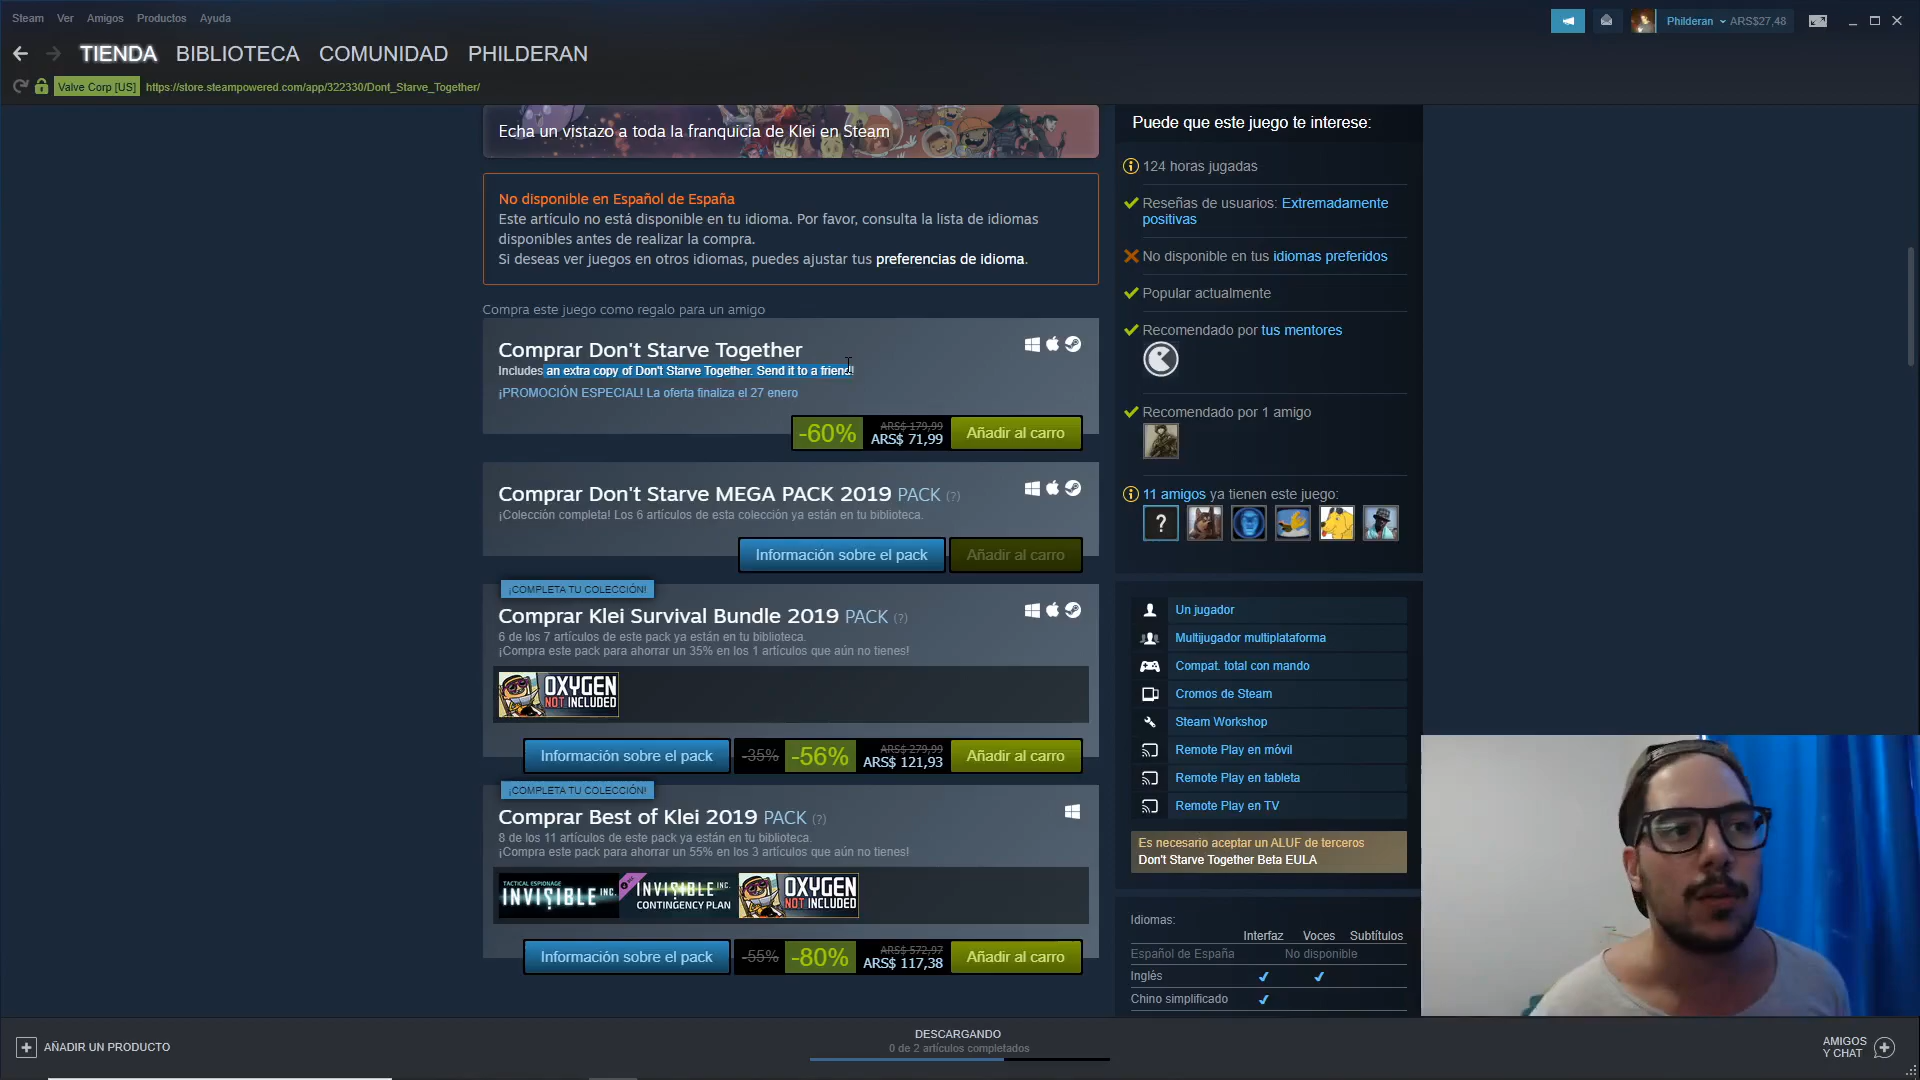 Steam Ver Amigos Productos Ayuda
Philderan ARS$27,48
TIENDA BIBLIOTECA COMUNIDAD PHILDERAN
Valve Corp [US] https://store.steampowered.com/app/322330/Dont_Starve_Together/
Echa un vistazo a toda la franquicia de Klei en Steam
No disponible en Español de España
Este artículo no está disponible en tu idioma. Por favor, consulta la lista de idiomas
disponibles antes de realizar la compra.
Si deseas ver juegos en otros idiomas, puedes ajustar tus preferencias de idioma.
Compra este juego como regalo para un amigo
Comprar Don't Starve Together
Includes an extra copy of Don't Starve Together. Send it to a friend!
¡PROMOCIÓN ESPECIAL! La oferta finaliza el 27 enero
-60% ARS$ 179,99
ARS$ 71,99
Añadir al carro
Comprar Don't Starve MEGA PACK 2019 PACK (?)
¡Colección completa! Los 6 artículos de esta colección ya están en tu biblioteca.
Información sobre el pack Añadir al carro
¡COMPLETA TU COLECCIÓN!
Comprar Klei Survival Bundle 2019 PACK (?)
6 de los 7 artículos de este pack ya están en tu biblioteca.
¡Compra este pack para ahorrar un 35% en los 1 artículos que aún no tienes!
OXYGEN
NOT INCLUDED
Información sobre el pack -35% -56% ARS$ 279,99
ARS$ 121,93
Añadir al carro
¡COMPLETA TU COLECCIÓN!
Comprar Best of Klei 2019 PACK (?)
8 de los 11 artículos de este pack ya están en tu biblioteca.
¡Compra este pack para ahorrar un 55% en los 3 artículos que aún no tienes!
TACTICAL ESPIONAGE
INVISIBLE INC.
INVISIBLE INC.
CONTINGENCY PLAN
OXYGEN
NOT INCLUDED
Información sobre el pack -55% -80% ARS$ 572,97
ARS$ 117,38
Añadir al carro
Puede que este juego te interese:
124 horas jugadas
Reseñas de usuarios: Extremadamente
positivas
No disponible en tus idiomas preferidos
Popular actualmente
Recomendado por tus mentores
Recomendado por 1 amigo
11 amigos ya tienen este juego:
?
Un jugador
Multijugador multiplataforma
Compat. total con mando
Cromos de Steam
Steam Workshop
Remote Play en móvil
Remote Play en tableta
Remote Play en TV
Es necesario aceptar un ALUF de terceros
Don't Starve Together Beta EULA
Idiomas:
Interfaz Voces Subtítulos
Español de España No disponible
Inglés ✔ ✔
Chino simplificado ✔
AÑADIR UN PRODUCTO
DESCARGANDO
0 de 2 artículos completados
AMIGOS
Y CHAT